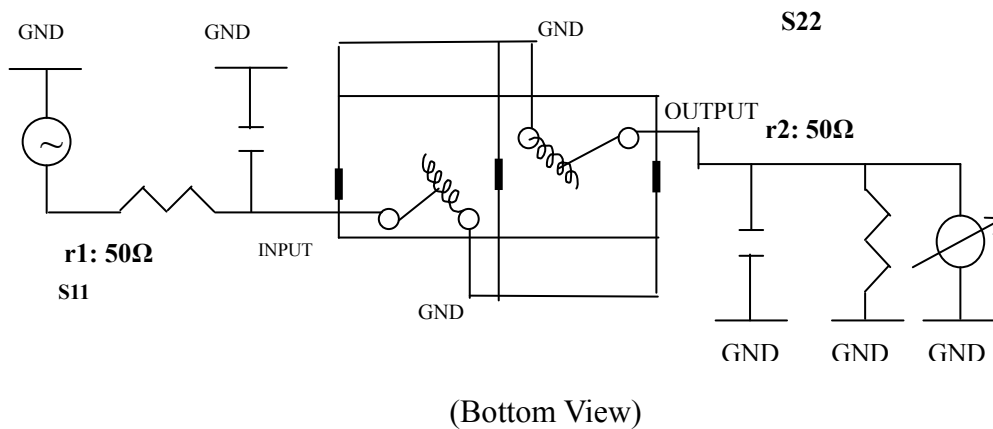 S22
GND
GND
GND
OUTPUT
r2: 50Ω
~
INPUT
r1: 50Ω
S11
GND
GND
GND
GND
(Bottom View)